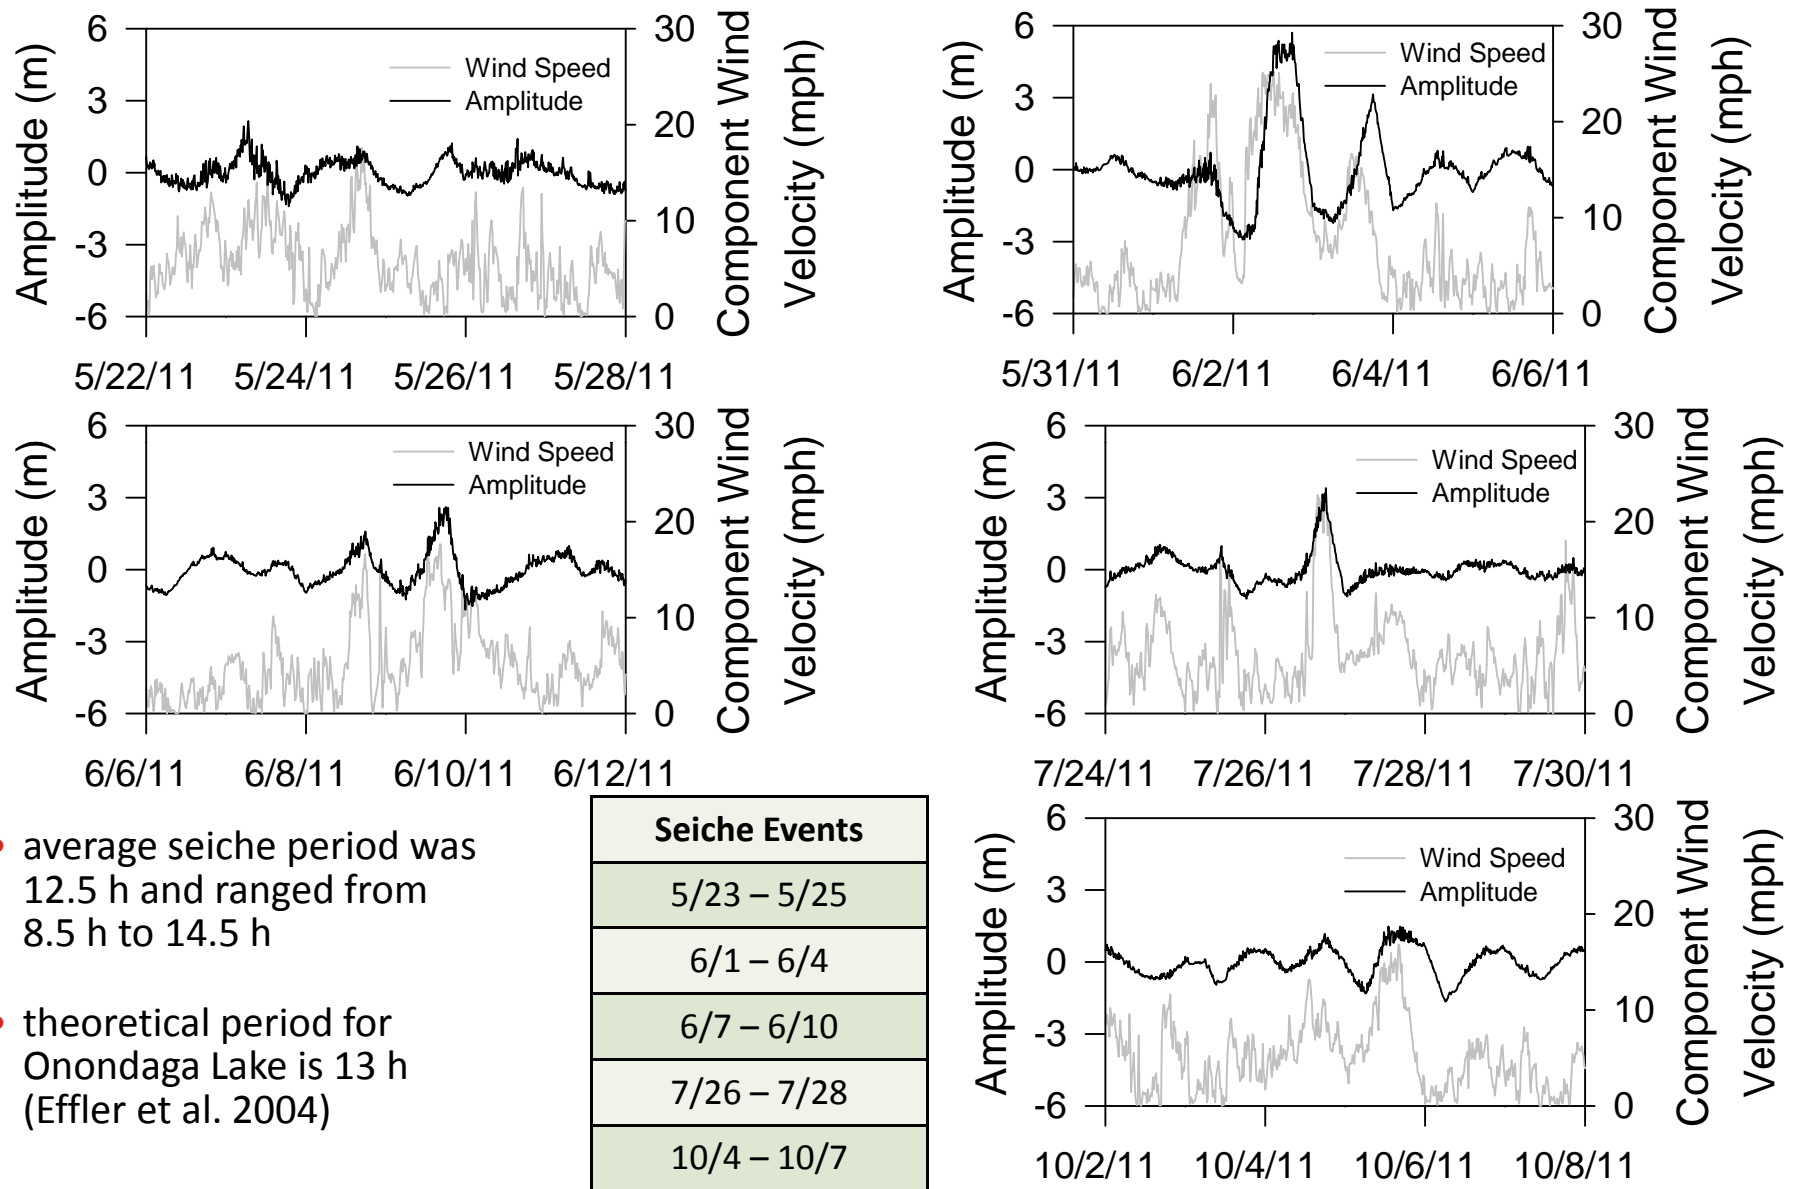 Amplitude (m)
6
3
0
-3
-6
Wind Speed
Amplitude
30
20
10
0
Component Wind
Velocity (mph)
5/22/11 5/24/11 5/26/11 5/28/11
Amplitude (m)
6
3
0
-3
-6
Wind Speed
Amplitude
30
20
10
0
Component Wind
Velocity (mph)
5/31/11 6/2/11 6/4/11 6/6/11
Amplitude (m)
6
3
0
-3
-6
Wind Speed
Amplitude
30
20
10
0
Component Wind
Velocity (mph)
6/6/11 6/8/11 6/10/11 6/12/11
Amplitude (m)
6
3
0
-3
-6
Wind Speed
Amplitude
30
20
10
0
Component Wind
Velocity (mph)
7/24/11 7/26/11 7/28/11 7/30/11
• average seiche period was
12.5 h and ranged from
8.5 h to 14.5 h
• theoretical period for
Onondaga Lake is 13 h
(Effler et al. 2004)
Seiche Events
5/23 – 5/25
6/1 – 6/4
6/7 – 6/10
7/26 – 7/28
10/4 – 10/7
Amplitude (m)
6
3
0
-3
-6
Wind Speed
Amplitude
30
20
10
0
Component Wind
Velocity (mph)
10/2/11 10/4/11 10/6/11 10/8/11